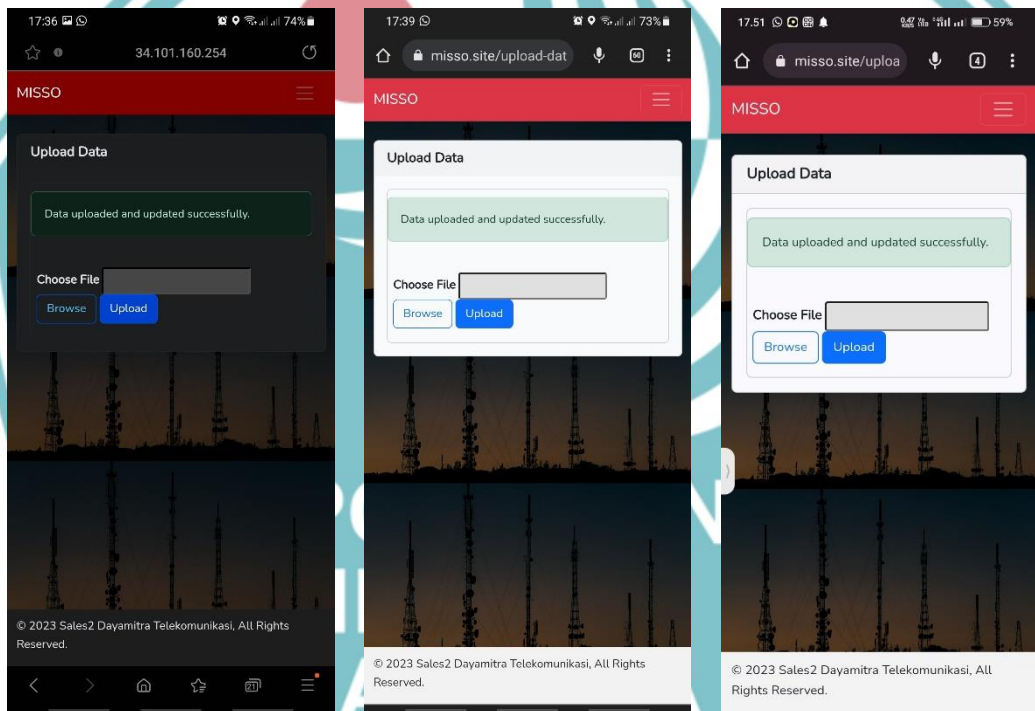 17:36
74%
34.101.160.254
MISSO
Upload Data
Data uploaded and updated successfully.
Choose File
Browse
Upload
© 2023 Sales2 Dayamitra Telekomunikasi, All Rights
Reserved.
21
17:39
73%
misso.site/upload-dat
MISSO
Upload Data
Data uploaded and updated successfully.
Choose File
Browse
Upload
© 2023 Sales2 Dayamitra Telekomunikasi, All Rights
Reserved.
17.51
59%
misso.site/uploa
4
MISSO
Upload Data
Data uploaded and updated successfully.
Choose File
Browse
Upload
© 2023 Sales2 Dayamitra Telekomunikasi, All
Rights Reserved.